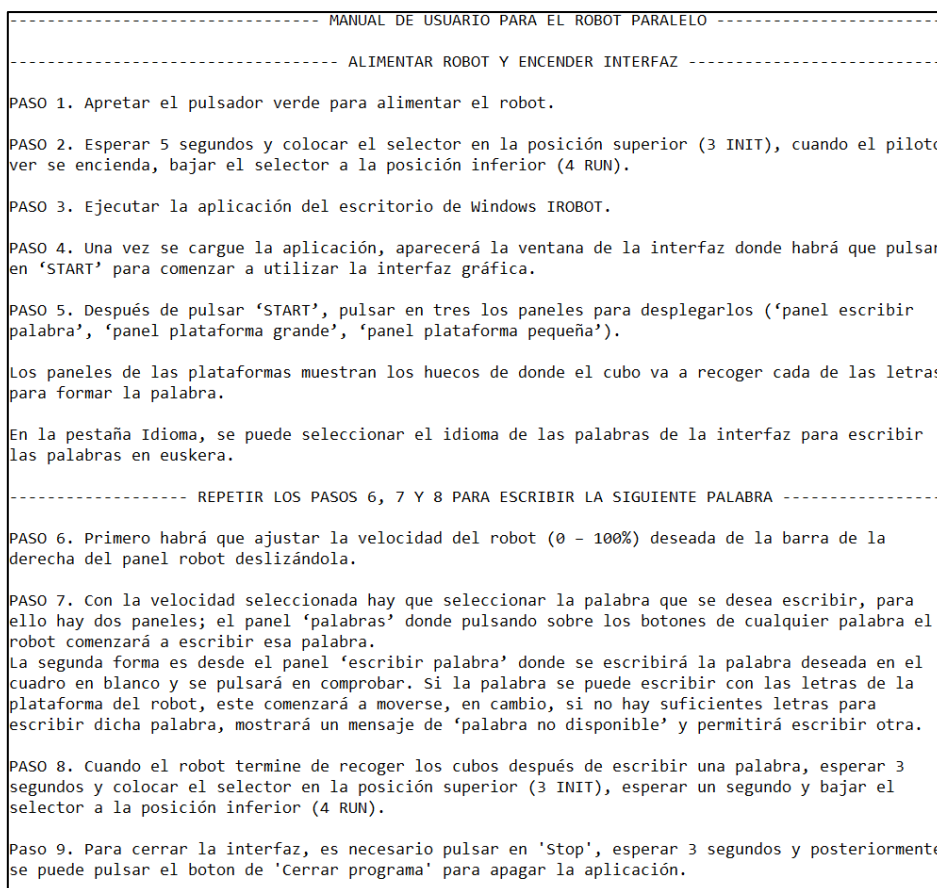 --------------------------------- MANUAL DE USUARIO PARA EL ROBOT PARALELO ------------------------
----------------------------------- ALIMENTAR ROBOT Y ENCENDER INTERFAZ ---------------------------
PASO 1. Apretar el pulsador verde para alimentar el robot.
PASO 2. Esperar 5 segundos y colocar el selector en la posición superior (3 INIT), cuando el piloto
ver se encienda, bajar el selector a la posición inferior (4 RUN).
PASO 3. Ejecutar la aplicación del escritorio de Windows IROBOT.
PASO 4. Una vez se cargue la aplicación, aparecerá la ventana de la interfaz donde habrá que pulsar
en ‘START’ para comenzar a utilizar la interfaz gráfica.
PASO 5. Después de pulsar ‘START’, pulsar en tres los paneles para desplegarlos (‘panel escribir
palabra’, ‘panel plataforma grande’, ‘panel plataforma pequeña’).
Los paneles de las plataformas muestran los huecos de donde el cubo va a recoger cada de las letras
para formar la palabra.
En la pestaña Idioma, se puede seleccionar el idioma de las palabras de la interfaz para escribir
las palabras en euskera.
------------------- REPETIR LOS PASOS 6, 7 Y 8 PARA ESCRIBIR LA SIGUIENTE PALABRA -----------------
PASO 6. Primero habrá que ajustar la velocidad del robot (0 – 100%) deseada de la barra de la
derecha del panel robot deslizándola.
PASO 7. Con la velocidad seleccionada hay que seleccionar la palabra que se desea escribir, para
ello hay dos paneles; el panel ‘palabras’ donde pulsando sobre los botones de cualquier palabra el
robot comenzará a escribir esa palabra.
La segunda forma es desde el panel ‘escribir palabra’ donde se escribirá la palabra deseada en el
cuadro en blanco y se pulsará en comprobar. Si la palabra se puede escribir con las letras de la
plataforma del robot, este comenzará a moverse, en cambio, si no hay suficientes letras para
escribir dicha palabra, mostrará un mensaje de ‘palabra no disponible’ y permitirá escribir otra.
PASO 8. Cuando el robot termine de recoger los cubos después de escribir una palabra, esperar 3
segundos y colocar el selector en la posición superior (3 INIT), esperar un segundo y bajar el
selector a la posición inferior (4 RUN).
Paso 9. Para cerrar la interfaz, es necesario pulsar en 'Stop', esperar 3 segundos y posteriormente
se puede pulsar el boton de 'Cerrar programa' para apagar la aplicación.